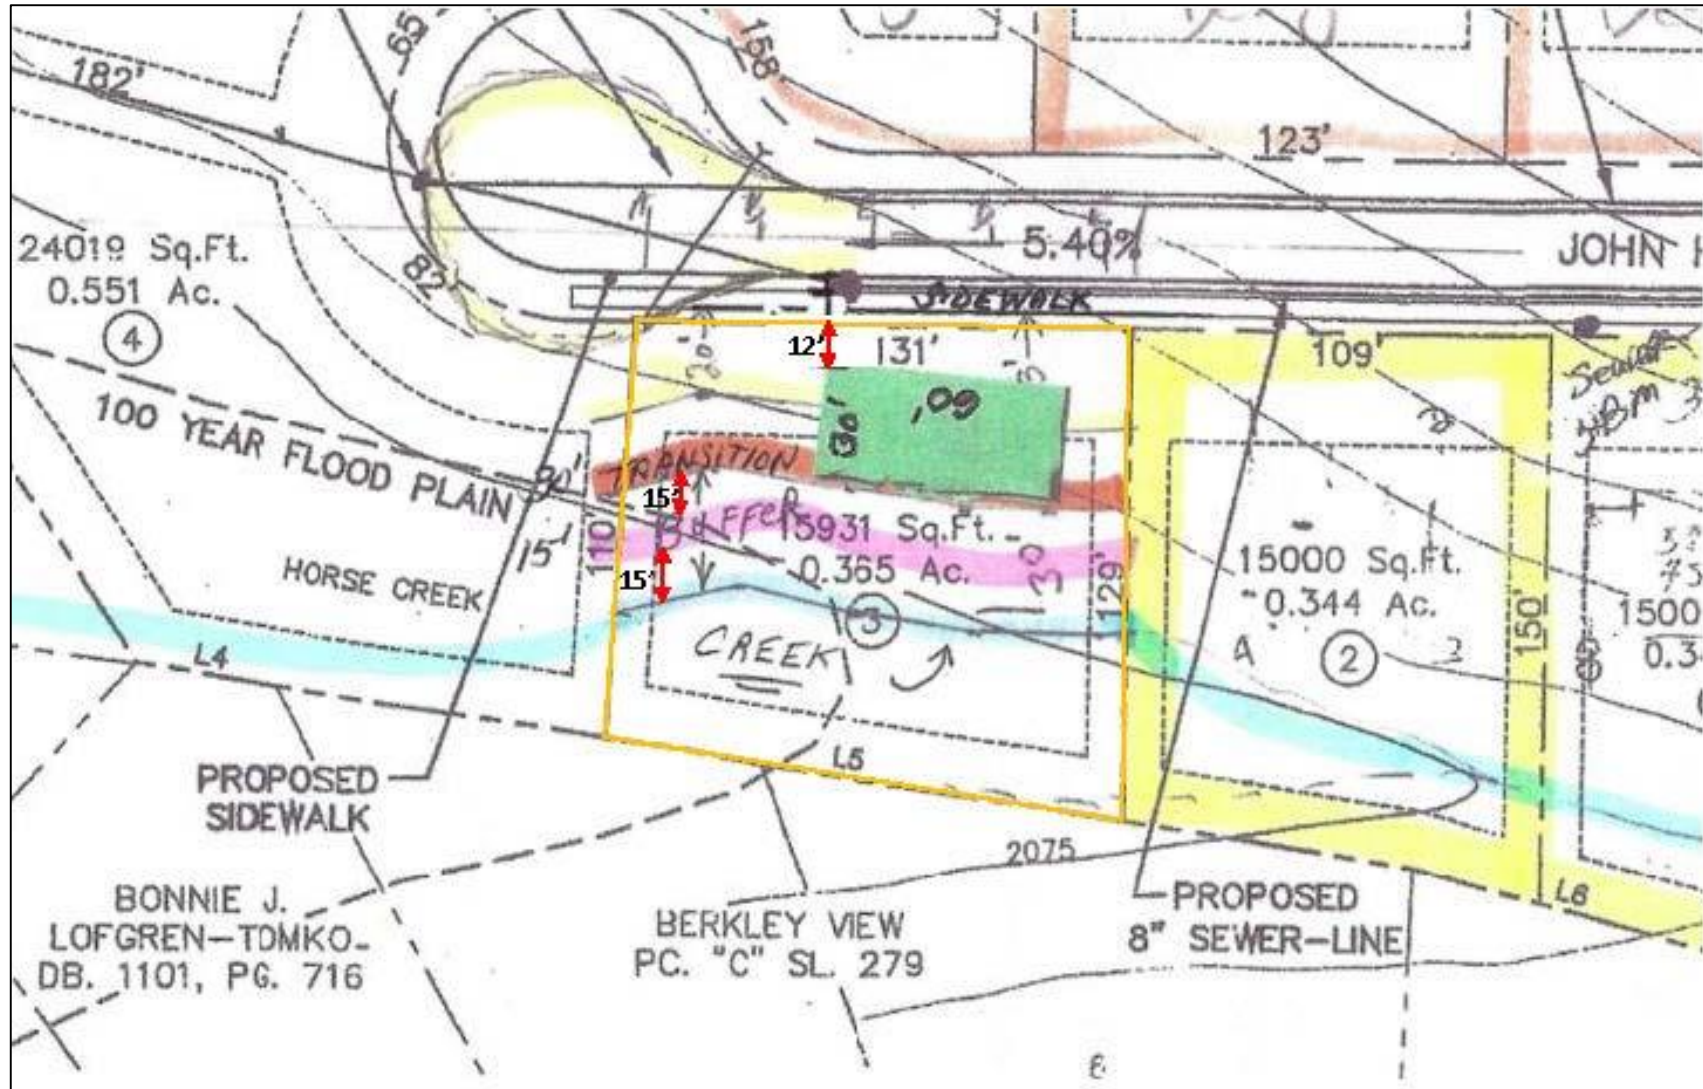 65
158
182'
123'
5.40%
JOHN
24019 Sq.Ft.
0.551 Ac.
4
82'
SIDEWALK
12'
131'
109'
30'
60'
100 YEAR FLOOD PLAIN
30'
TRANSITION
15'
BUFFER
15931 Sq.Ft.
0.365 Ac.
3
15'
110'
15'
30
129'
HORSE CREEK
CREEK
15000 Sq.Ft.
0.344 Ac.
2
150'
1500
L4
L5
L6
PROPOSED
SIDEWALK
2075
BONNIE J.
LOFGREN-TOMKO
DB. 1101, PG. 716
BERKLEY VIEW
PC. "C" SL. 279
PROPOSED
8" SEWER-LINE